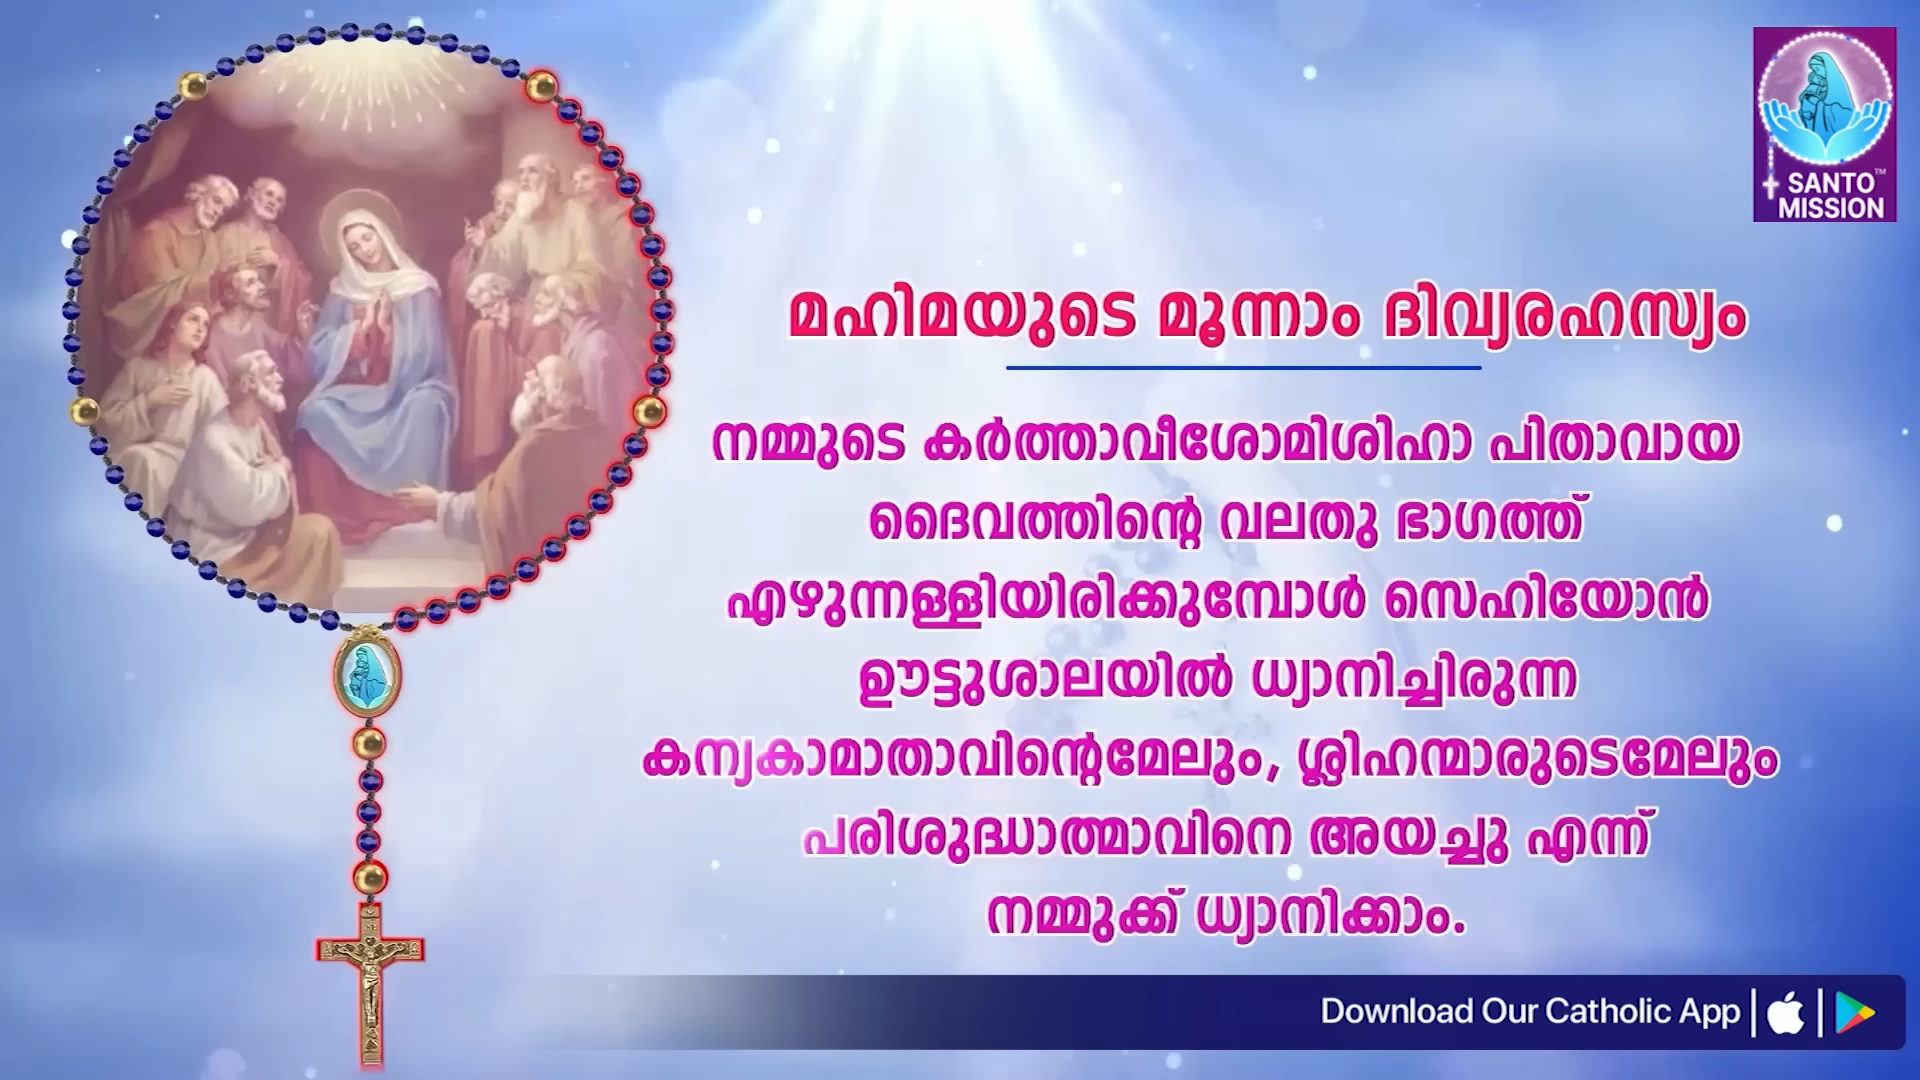 SANTO™
MISSION
മഹിമയുടെ മൂന്നാം ദിവ്യരഹസ്യം
നമ്മുടെ കർത്താവീശോമിശിഹാ പിതാവായ
ദൈവത്തിന്റെ വലതു ഭാഗത്ത്
എഴുന്നള്ളിയിരിക്കുമ്പോൾ സെഹിയോൻ
ഊട്ടുശാലയിൽ ധ്യാനിച്ചിരുന്ന
കന്യകാമാതാവിന്റെമേലും, ശ്ലിഹന്മാരുടെമേലും
പരിശുദ്ധാത്മാവിനെ അയച്ചു എന്ന്
നമ്മുക്ക് ധ്യാനിക്കാം.
Download Our Catholic App